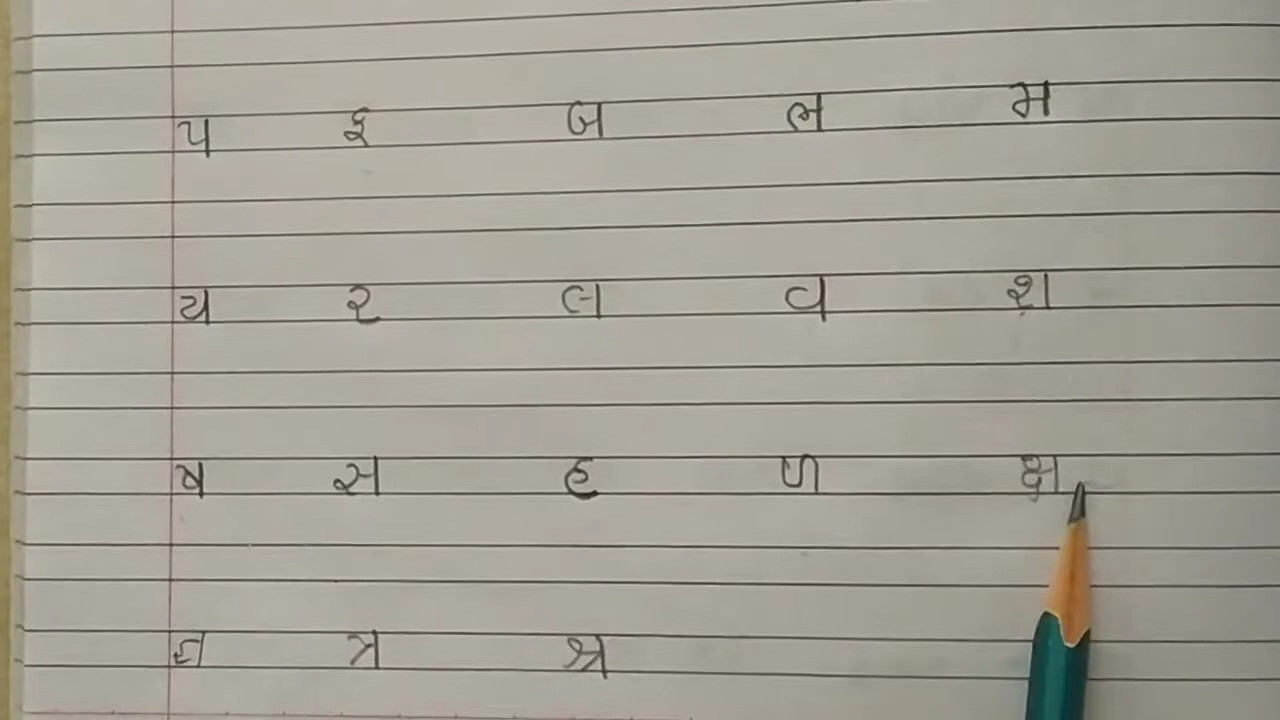 પ ફ બ ભ મ
ય ર લ વ શ
ષ સ હ ળ ક્ષ
જ્ઞ ત્ર શ્ર